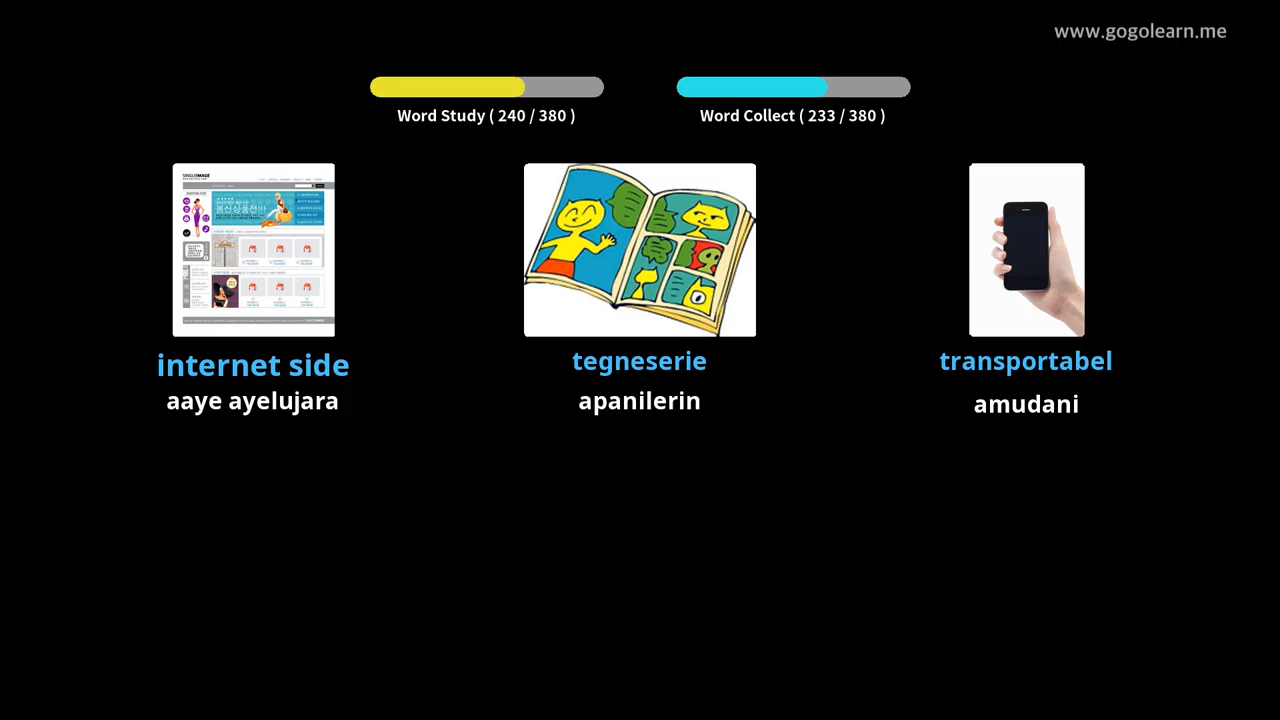 www.gogolearn.me
Word Study ( 240 / 380 )
Word Collect ( 233 / 380 )
internet side
aaye ayelujara
tegneserie
apanilerin
transportabel
amudani